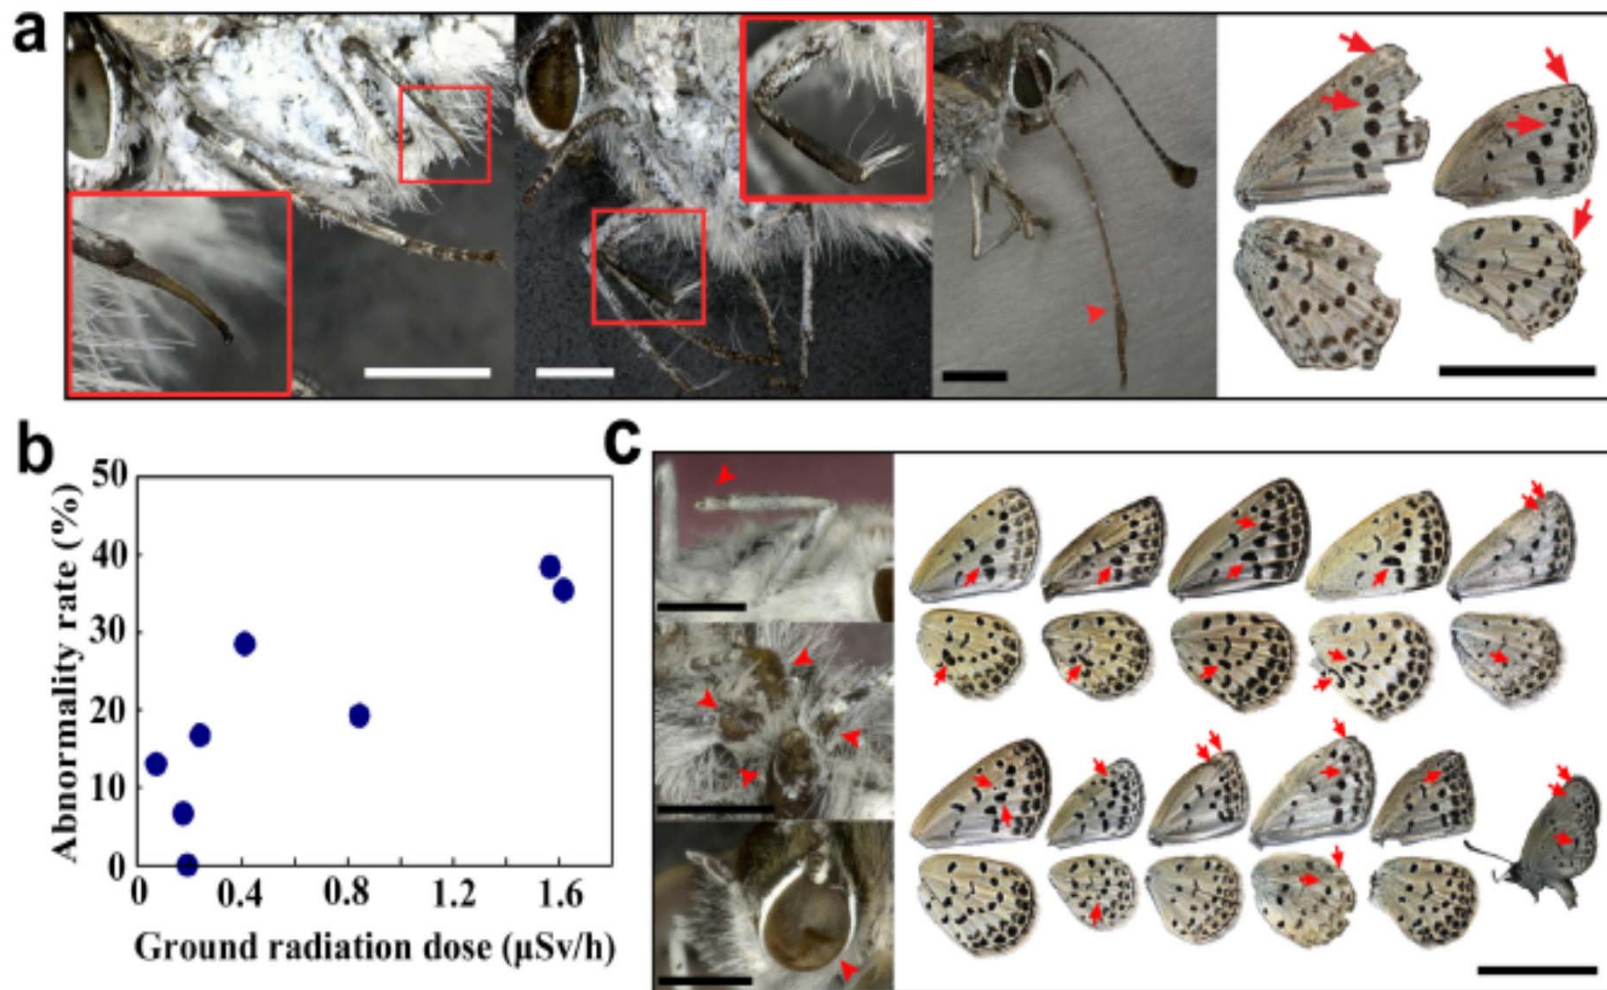 a
b
c
Abnormality rate (%)
50
40
30
20
10
0
0 0.4 0.8 1.2 1.6
Ground radiation dose (μSv/h)